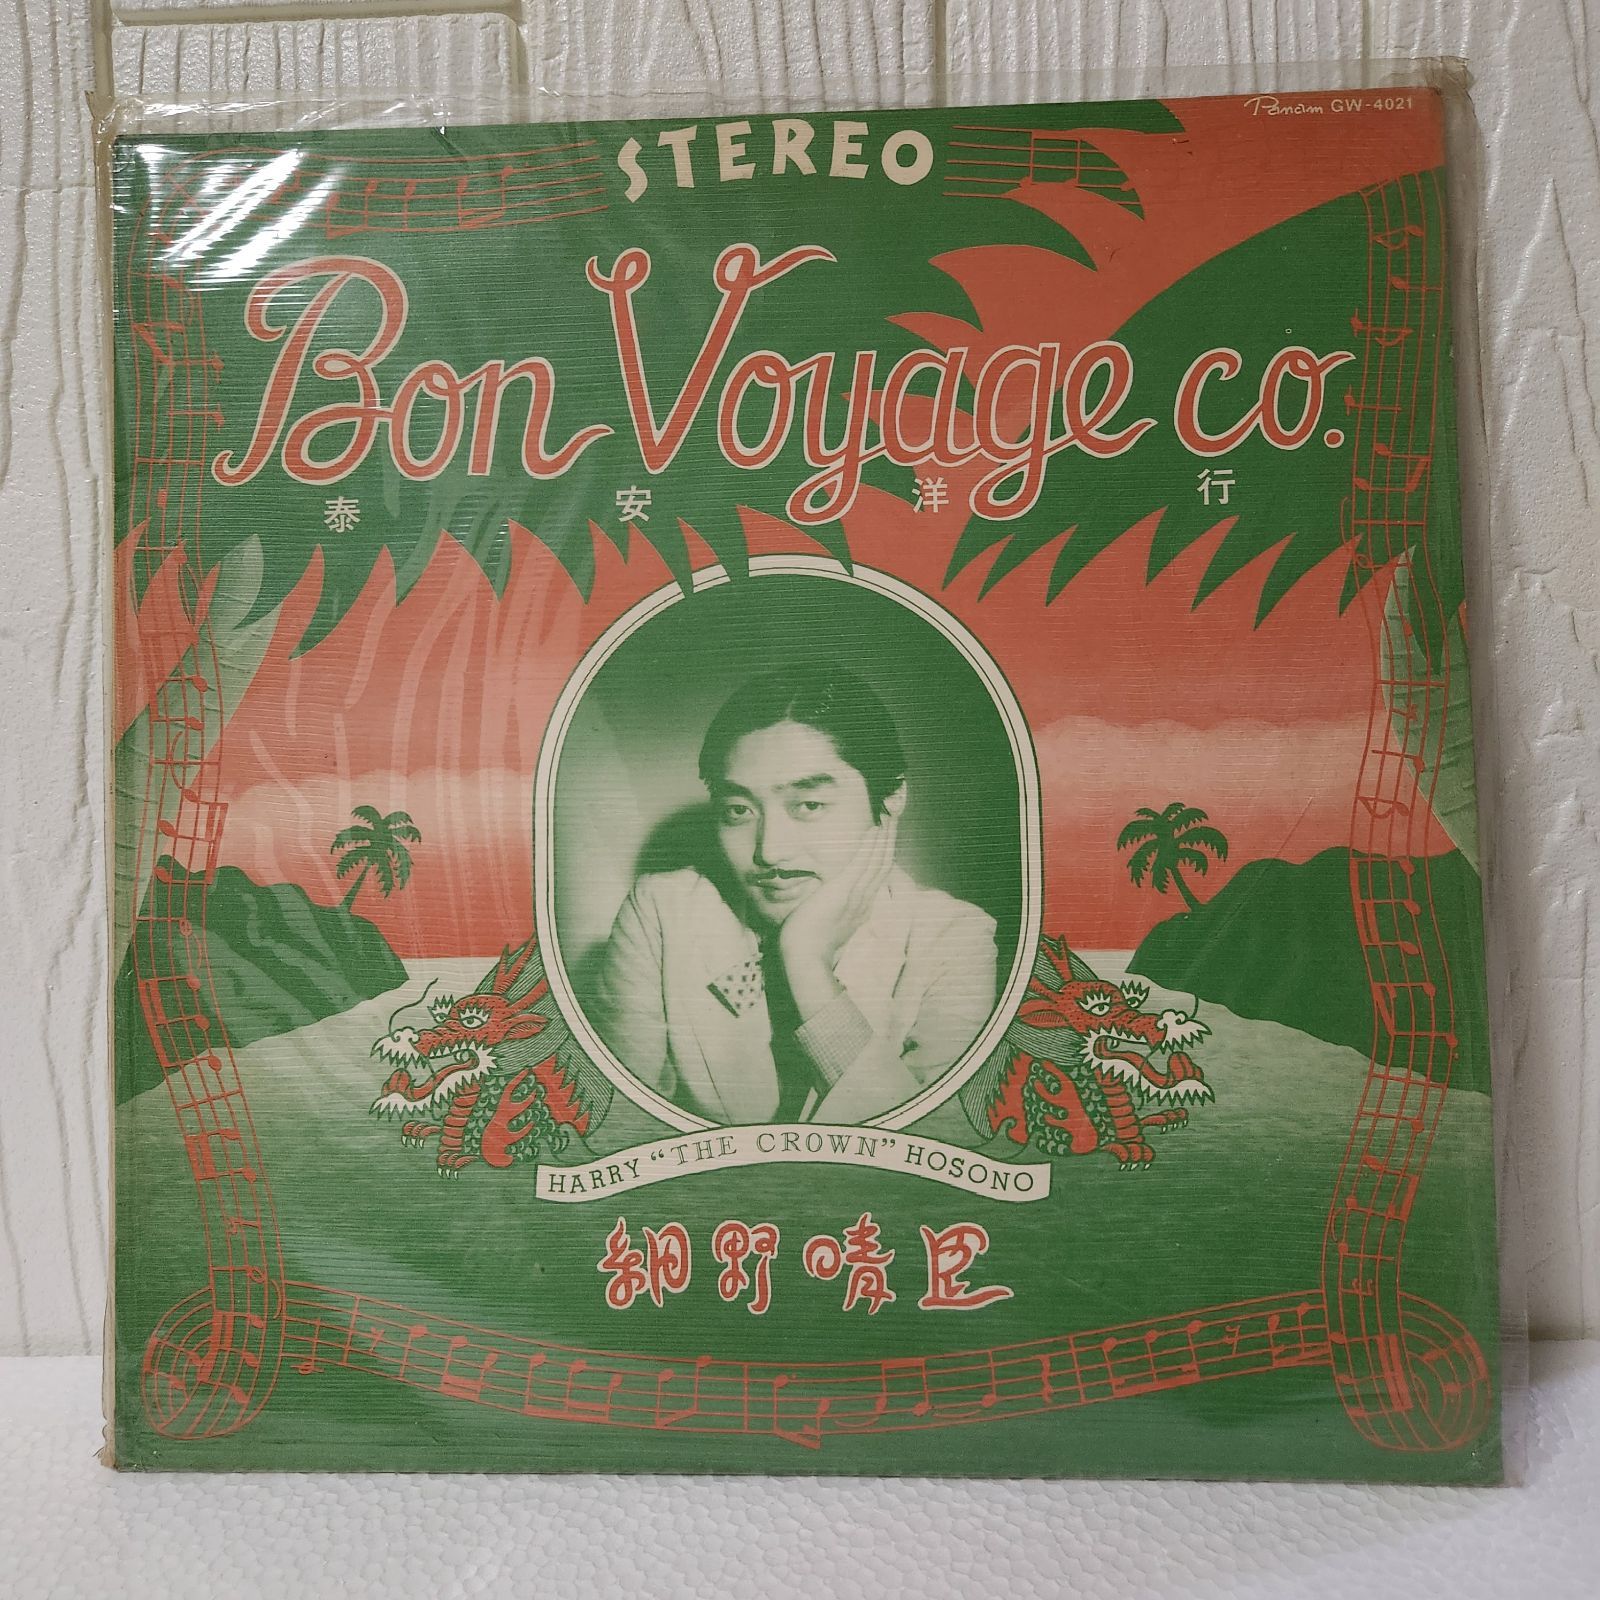 Panam GW-4021
STEREO
Bon Voyage co.
泰安洋行
HARRY "THE CROWN" HOSONO
細野晴臣